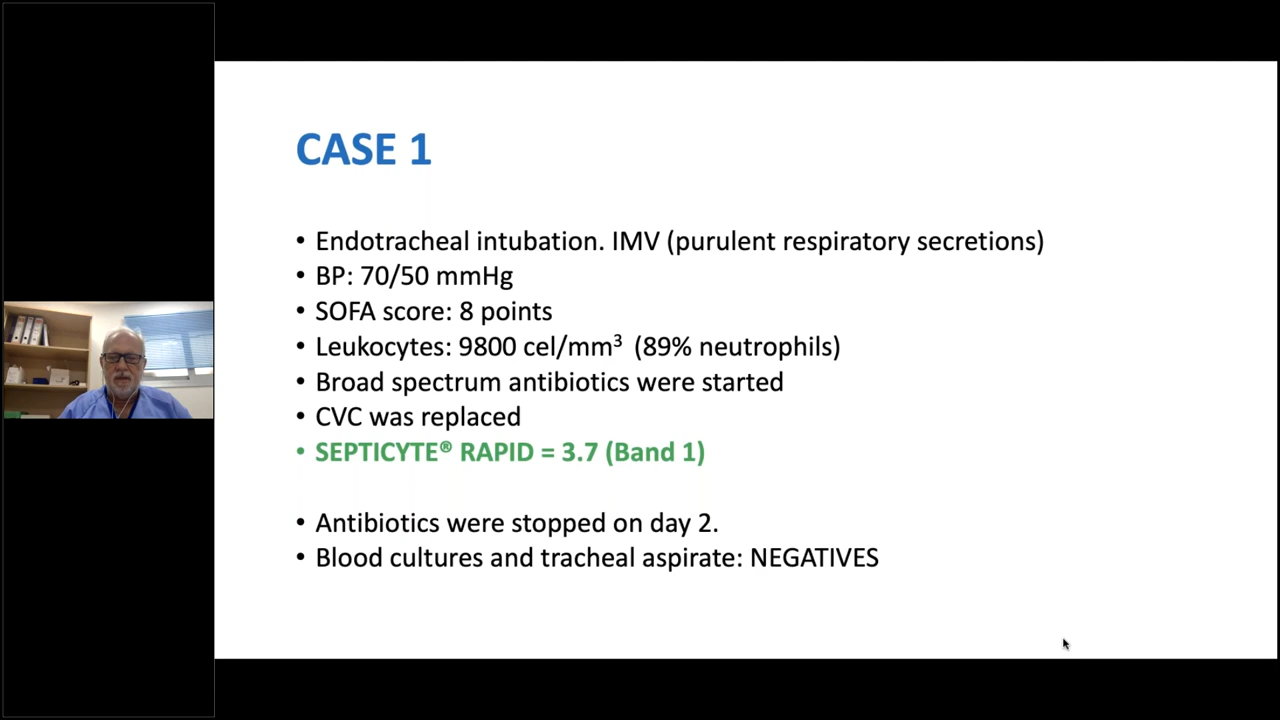 CASE 1
• Endotracheal intubation. IMV (purulent respiratory secretions)
• BP: 70/50 mmHg
• SOFA score: 8 points
• Leukocytes: 9800 cel/mm³ (89% neutrophils)
• Broad spectrum antibiotics were started
• CVC was replaced
• SEPTICYTE® RAPID = 3.7 (Band 1)
• Antibiotics were stopped on day 2.
• Blood cultures and tracheal aspirate: NEGATIVES